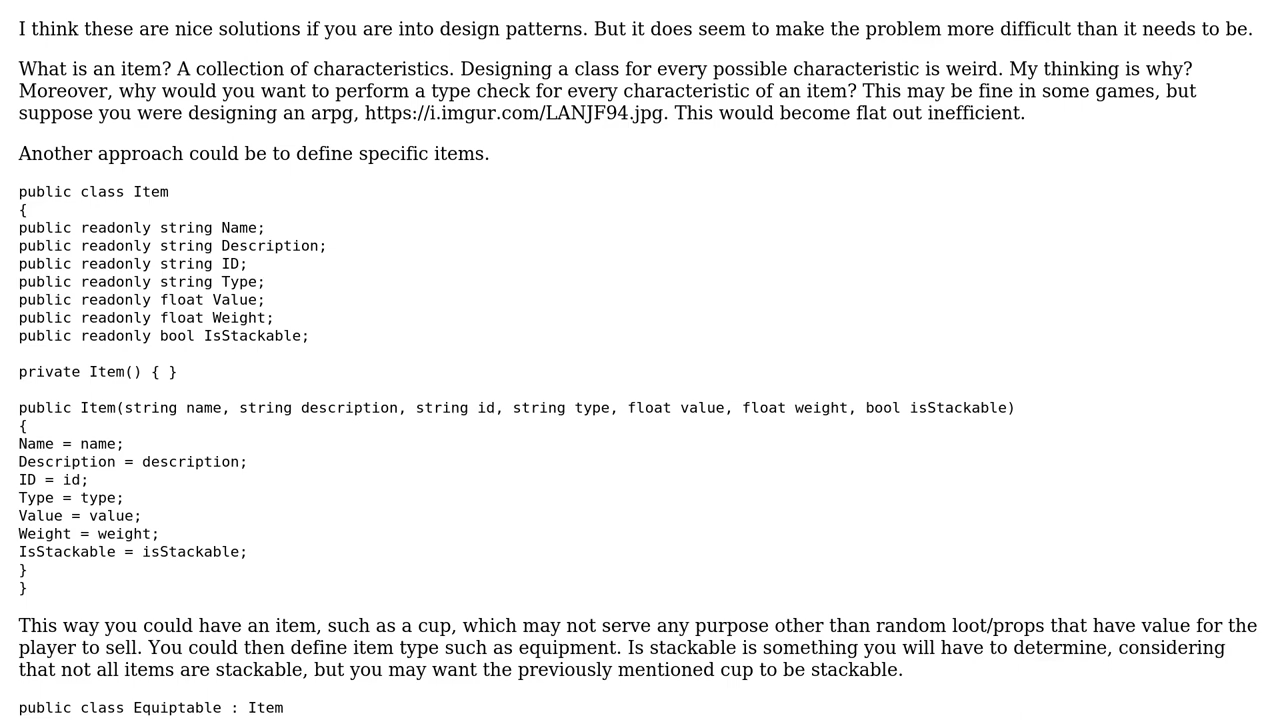 I think these are nice solutions if you are into design patterns. But it does seem to make the problem more difficult than it needs to be.
What is an item? A collection of characteristics. Designing a class for every possible characteristic is weird. My thinking is why?
Moreover, why would you want to perform a type check for every characteristic of an item? This may be fine in some games, but
suppose you were designing an arpg, https://i.imgur.com/LANJF94.jpg. This would become flat out inefficient.
Another approach could be to define specific items.
public class Item
{
public readonly string Name;
public readonly string Description;
public readonly string ID;
public readonly string Type;
public readonly float Value;
public readonly float Weight;
public readonly bool IsStackable;
private Item() { }
public Item(string name, string description, string id, string type, float value, float weight, bool isStackable)
{
Name = name;
Description = description;
ID = id;
Type = type;
Value = value;
Weight = weight;
IsStackable = isStackable;
}
}
This way you could have an item, such as a cup, which may not serve any purpose other than random loot/props that have value for the
player to sell. You could then define item type such as equipment. Is stackable is something you will have to determine, considering
that not all items are stackable, but you may want the previously mentioned cup to be stackable.
public class Equiptable : Item